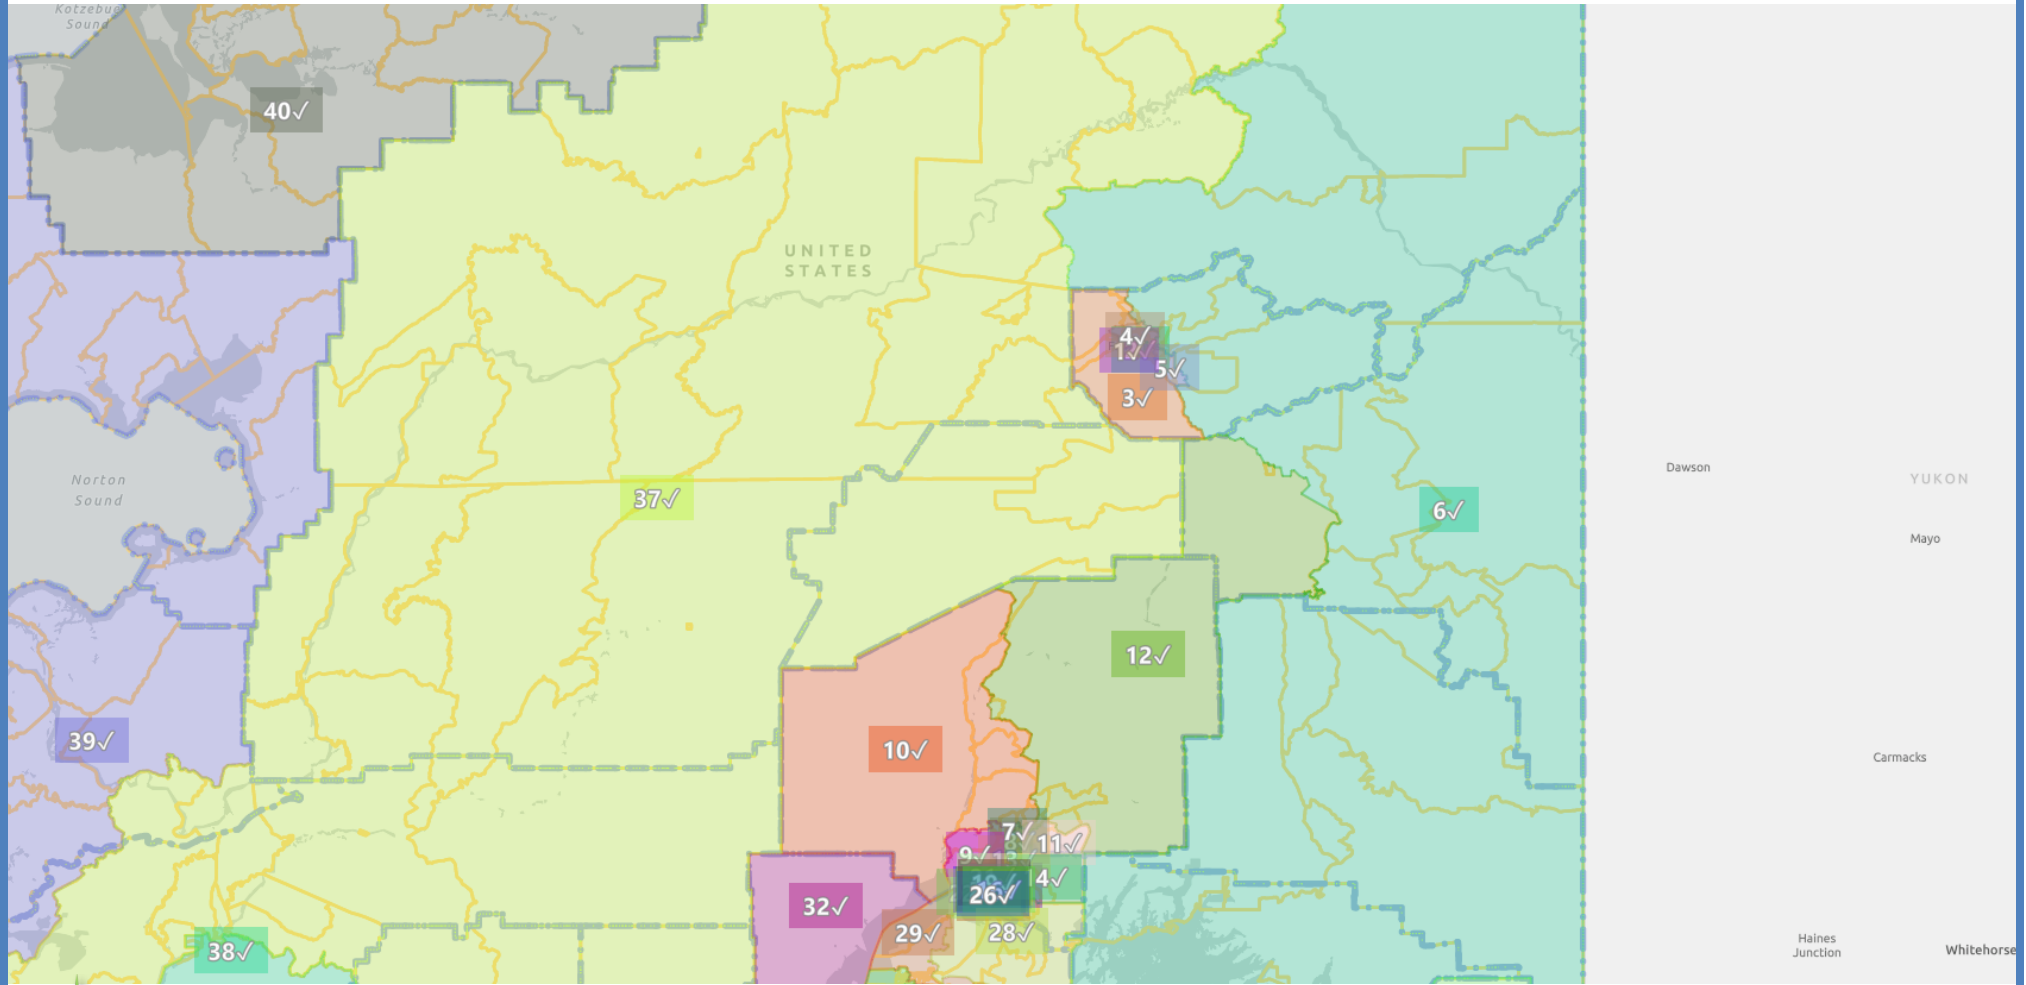 Kotzebue
Sound
40✓
UNITED
STATES
4✓
1✓
5✓
3✓
Dawson
YUKON
Norton
Sound
37✓
6✓
Mayo
12✓
39✓
10✓
Carmacks
7✓
11✓
9✓
4✓
26✓
32✓
29✓
28✓
38✓
Haines
Junction
Whitehorse